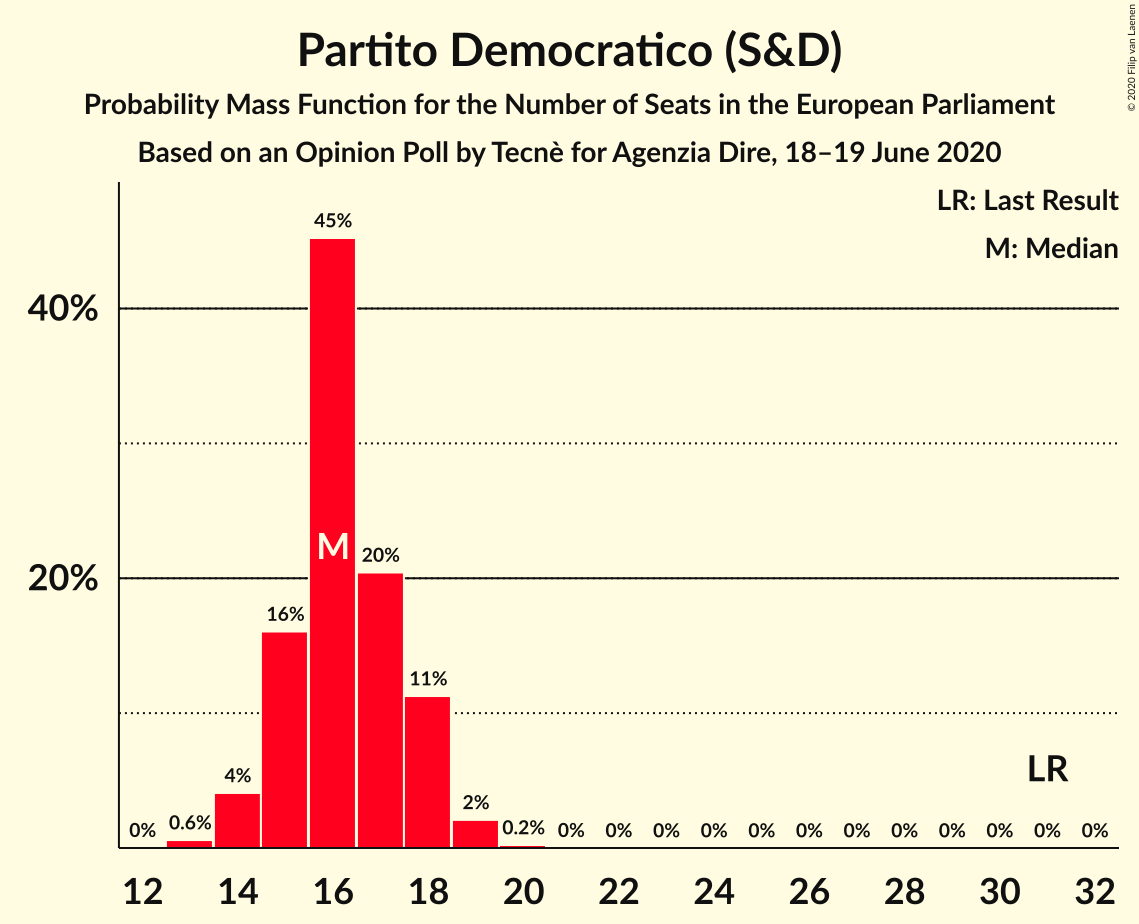 Partito Democratico (S&D)
Probability Mass Function for the Number of Seats in the European Parliament
Based on an Opinion Poll by Tecnè for Agenzia Dire, 18–19 June 2020
© 2020 Filip van Laenen
LR: Last Result
M: Median
40%
20%
0% 0.6% 4% 16% 45% 20% 11% 2% 0.2% 0% 0% 0% 0% 0% 0% 0% 0% 0% 0% 0% 0%
M
LR
12 14 16 18 20 22 24 26 28 30 32